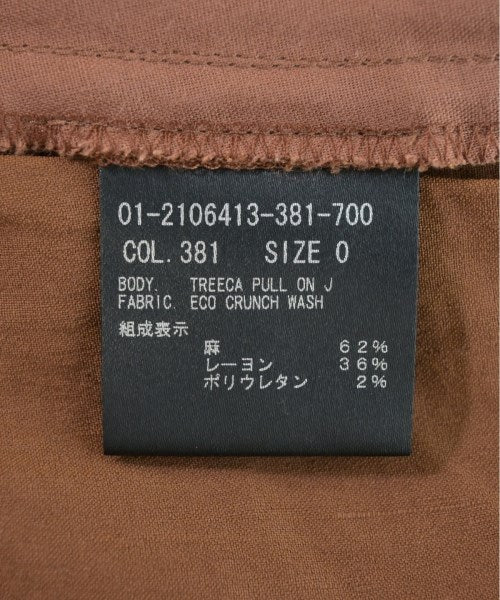 01-2106413-381-700
COL. 381 SIZE 0
BODY. TREECA PULL ON J
FABRIC. ECO CRUNCH WASH
組成表示
麻 62%
レーヨン 36%
ポリウレタン 2%